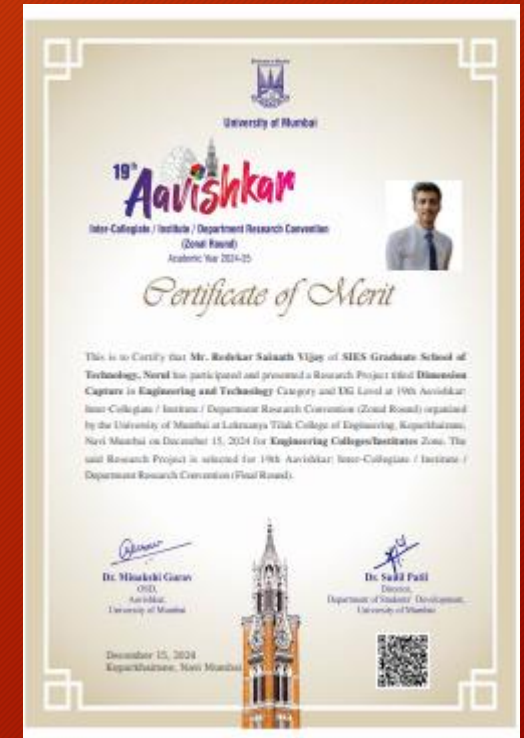 University of Mumbai
19th Aavishkar
Inter-Collegiate / Institute / Department Research Convention
(Zonal Round)
Academic Year 2024-25
Certificate of Merit
This is to Certify that Mr. Redekar Sainath Vijay of SIES Graduate School of
Technology, Nerul has participated and presented a Research Project titled Dimension
Capture in Engineering and Technology Category and UG Level at 19th Aavishkar:
Inter-Collegiate / Institute / Department Research Convention (Zonal Round) organized
by the University of Mumbai at Lokmanya Tilak College of Engineering, Koparkhairane,
Navi Mumbai on December 15, 2024 for Engineering Colleges/Institutes Zone. The
said Research Project is selected for 19th Aavishkar: Inter-Collegiate / Institute /
Department Research Convention (Final Round).
Dr. Minakshi Gurav
OSD,
Aavishkar,
University of Mumbai
Dr. Sunil Patil
Director,
Department of Students' Development,
University of Mumbai
December 15, 2024
Koparkhairane, Navi Mumbai